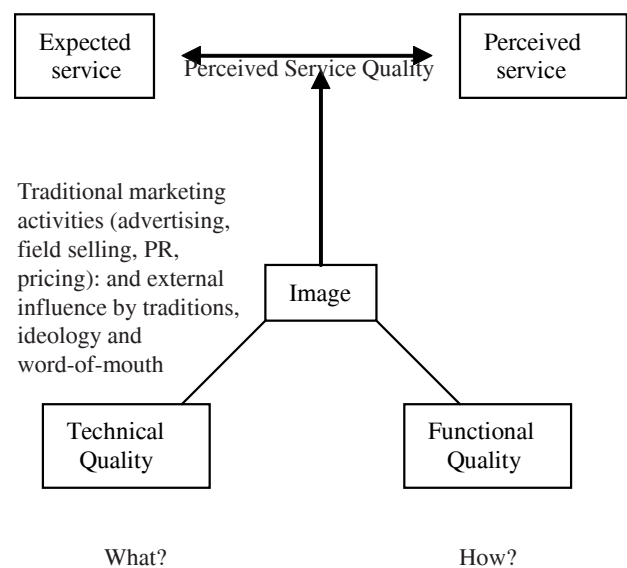 Expected
service
Perceived Service Quality
Perceived
service
Traditional marketing
activities (advertising,
field selling, PR,
pricing): and external
influence by traditions,
ideology and
word-of-mouth
Image
Technical
Quality
Functional
Quality
What?
How?